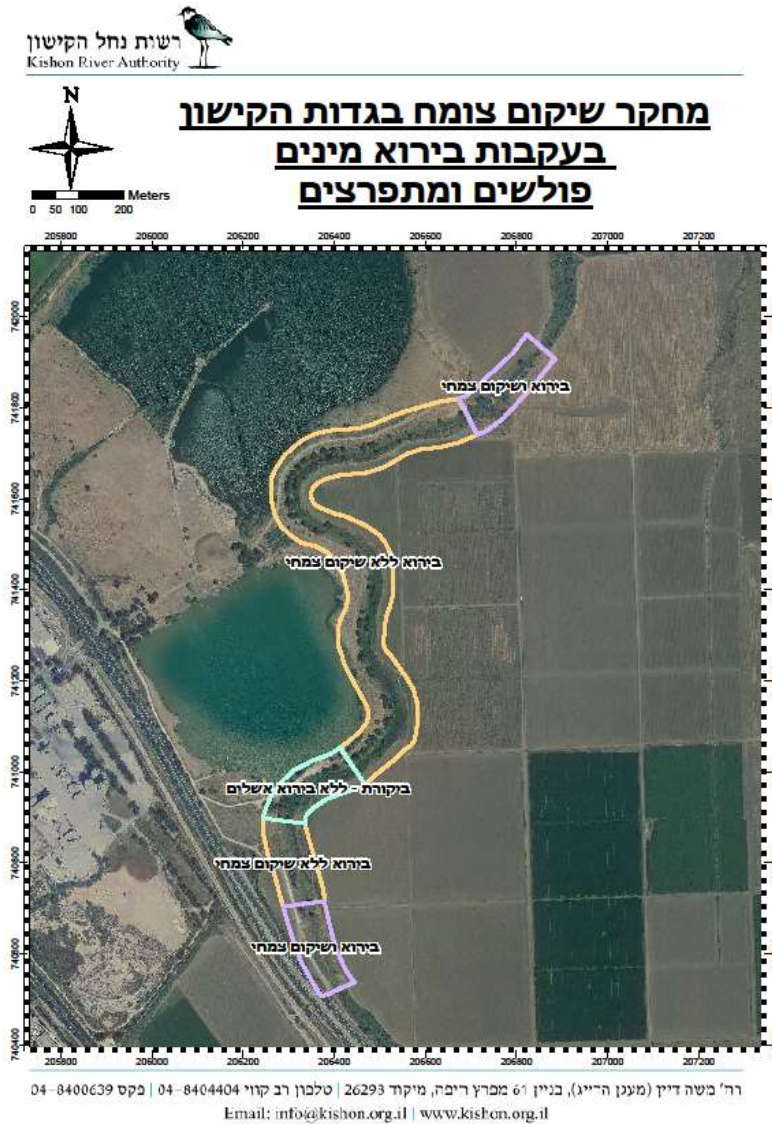 רשות נחל הקישון
Kishon River Authority
N
Meters
0 50 100 200
מחקר שיקום צומח בגדות הקישון
בעקבות בירוא מינים
פולשים ומתפרצים
205800 206000 206200 206400 206600 206800 207000 207200
742000
741800
741600
741400
741200
741000
740800
740600
740400
בירוא ושיקום צמחי
בירוא ללא שיקום צמחי
ביקורת - ללא בירוא אשלים
בירוא ללא שיקום צמחי
בירוא ושיקום צמחי
205800 206000 206200 206400 206600 206800 207000 207200
רח' משה דיין (מעגן הדייג), בניין 61 מפרץ חיפה, מיקוד 26293 | טלפון רב קווי 04-8404404 | פקס 04-8400639
Email: info@kishon.org.il | www.kishon.org.il